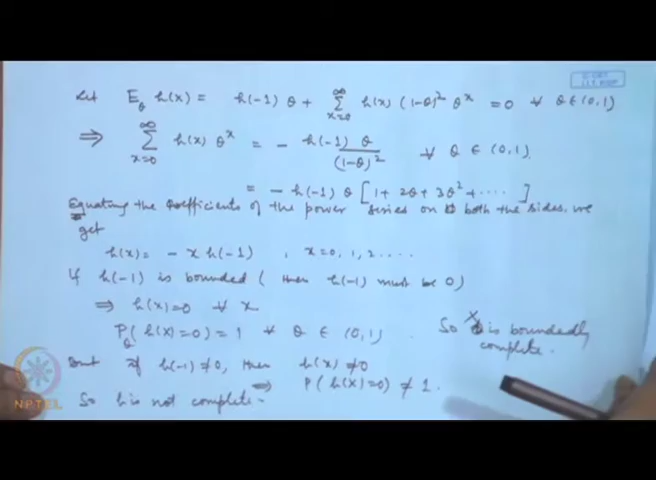 Let E_θ h(X) = h(-1) θ + ∑_{x=0}^{∞} h(x) (1-θ)² θ^x = 0 ∀ θ ∈ (0,1)
⇒ ∑_{x=0}^{∞} h(x) θ^x = - h(-1) θ / (1-θ)² ∀ θ ∈ (0,1)
= - h(-1) θ [1 + 2θ + 3θ² + ....]
Equating the coefficients of the power series on both the sides, we
get
h(x) = - x h(-1) , x = 0, 1, 2 ....
If h(-1) is bounded ( then h(-1) must be 0)
⇒ h(x) = 0 ∀ x
P_θ( h(X) = 0) = 1 ∀ θ ∈ (0,1) . So X is boundedly
complete.
But if h(-1) ≠ 0, then h(x) ≠ 0
⇒ P( h(X) = 0) ≠ 1.
So h is not complete.
NPTEL